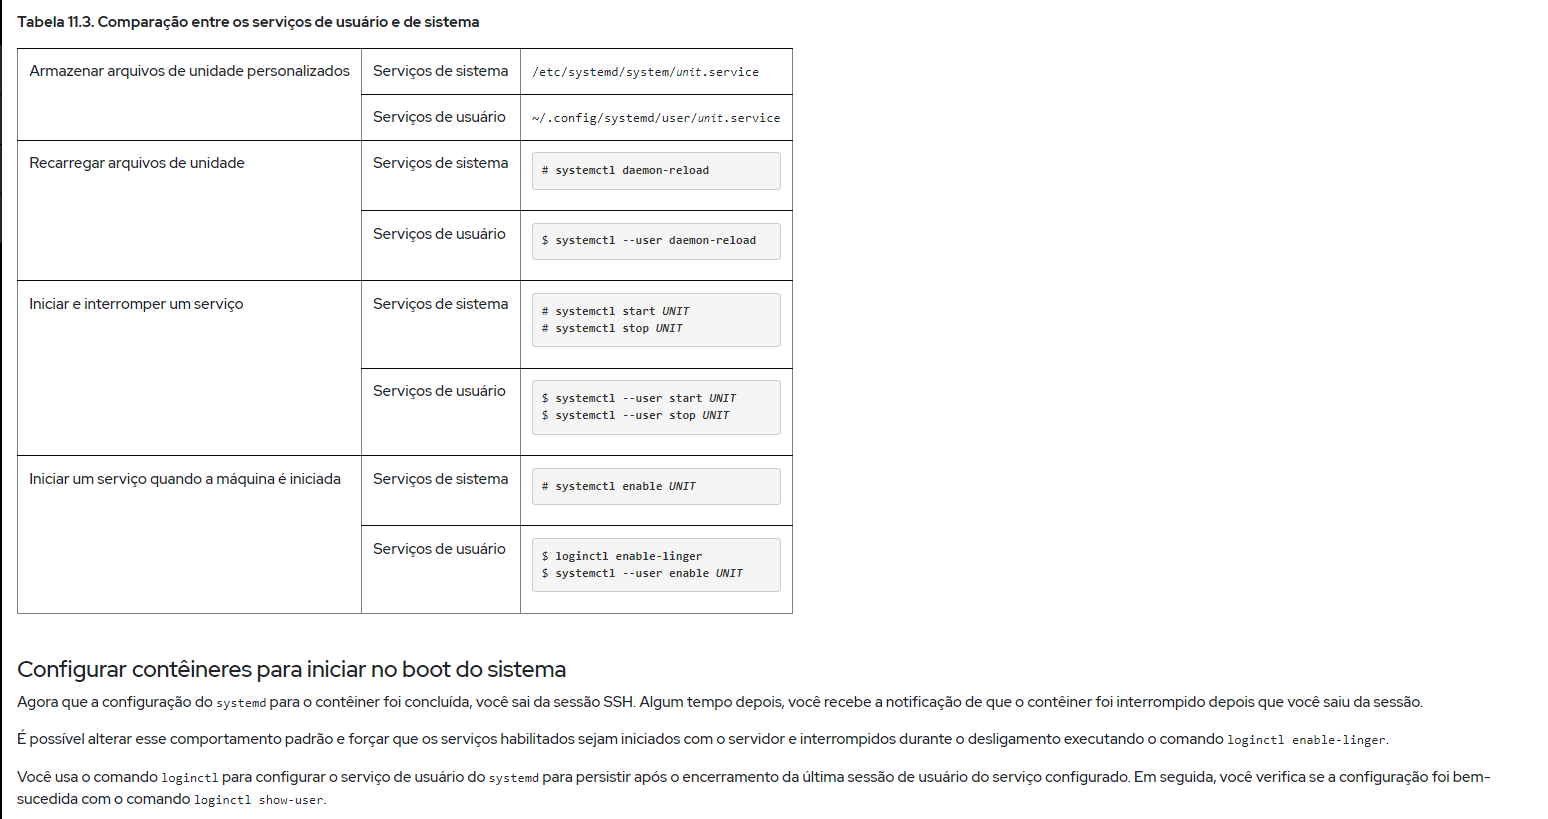 Tabela 11.3. Comparação entre os serviços de usuário e de sistema
Armazenar arquivos de unidade personalizados
Serviços de sistema
/etc/systemd/system/unit.service
Serviços de usuário
~/.config/systemd/user/unit.service
Recarregar arquivos de unidade
Serviços de sistema
# systemctl daemon-reload
Serviços de usuário
$ systemctl --user daemon-reload
Iniciar e interromper um serviço
Serviços de sistema
# systemctl start UNIT
# systemctl stop UNIT
Serviços de usuário
$ systemctl --user start UNIT
$ systemctl --user stop UNIT
Iniciar um serviço quando a máquina é iniciada
Serviços de sistema
# systemctl enable UNIT
Serviços de usuário
$ loginctl enable-linger
$ systemctl --user enable UNIT
Configurar contêineres para iniciar no boot do sistema
Agora que a configuração do systemd para o contêiner foi concluída, você sai da sessão SSH. Algum tempo depois, você recebe a notificação de que o contêiner foi interrompido depois que você saiu da sessão.
É possível alterar esse comportamento padrão e forçar que os serviços habilitados sejam iniciados com o servidor e interrompidos durante o desligamento executando o comando loginctl enable-linger.
Você usa o comando loginctl para configurar o serviço de usuário do systemd para persistir após o encerramento da última sessão de usuário do serviço configurado. Em seguida, você verifica se a configuração foi bem-
sucedida com o comando loginctl show-user.